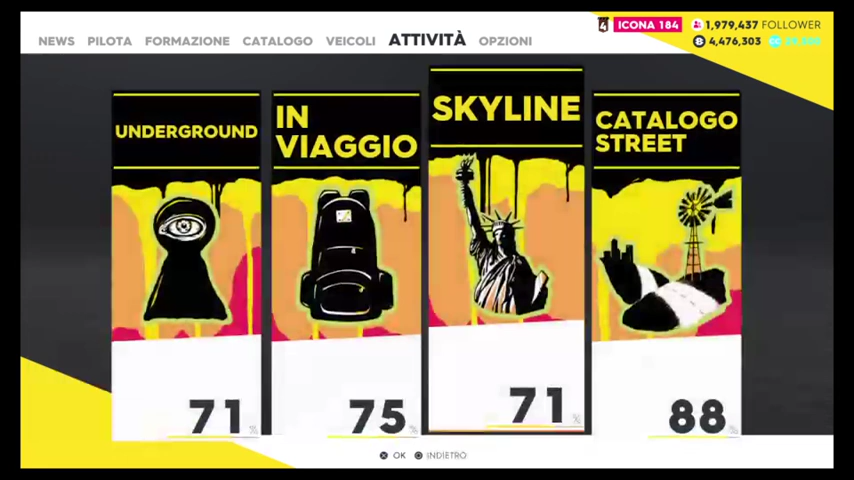 4 ICONA 184 1,979,437 FOLLOWER
NEWS PILOTA FORMAZIONE CATALOGO VEICOLI ATTIVITÀ OPZIONI
4,476,303
UNDERGROUND
IN
VIAGGIO
SKYLINE
CATALOGO
STREET
71%
75%
71%
88%
OK INDIETRO